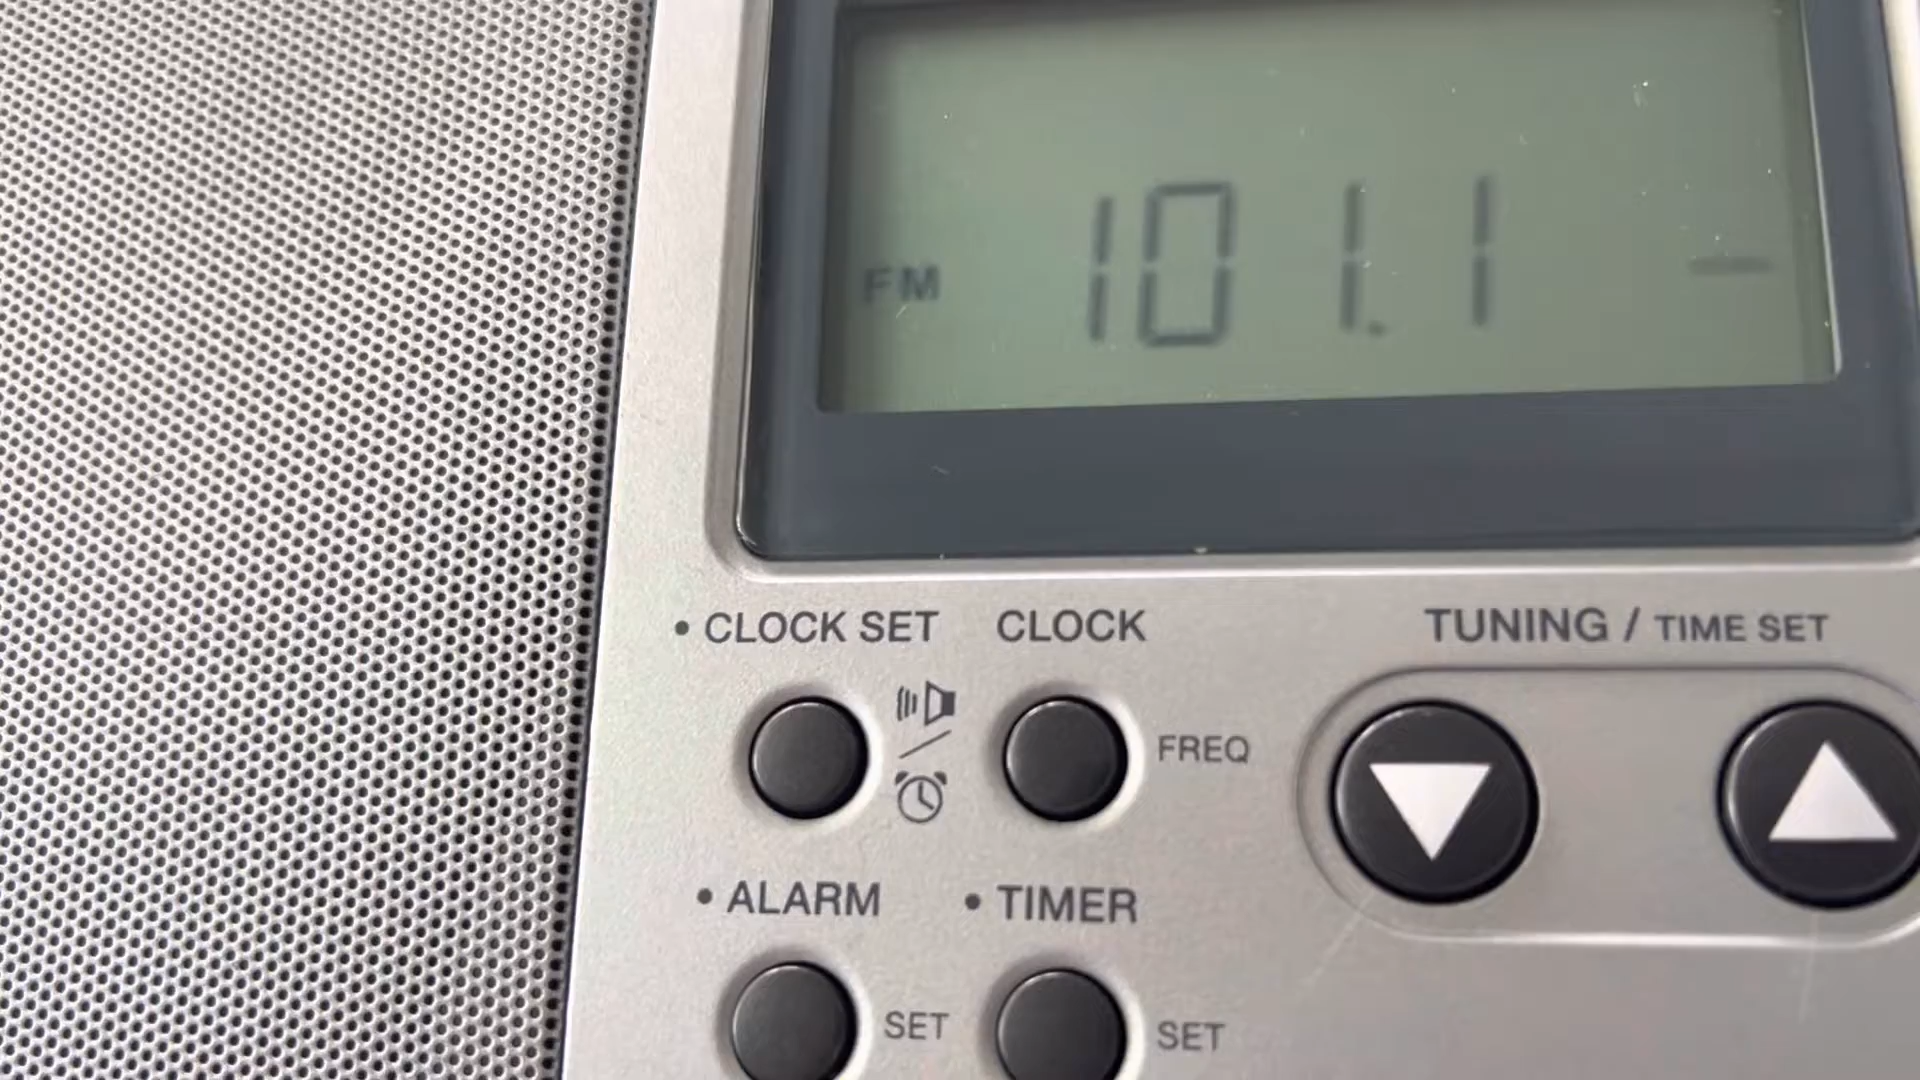 FM 101.1
• CLOCK SET CLOCK TUNING / TIME SET
FREQ
• ALARM • TIMER
SET SET